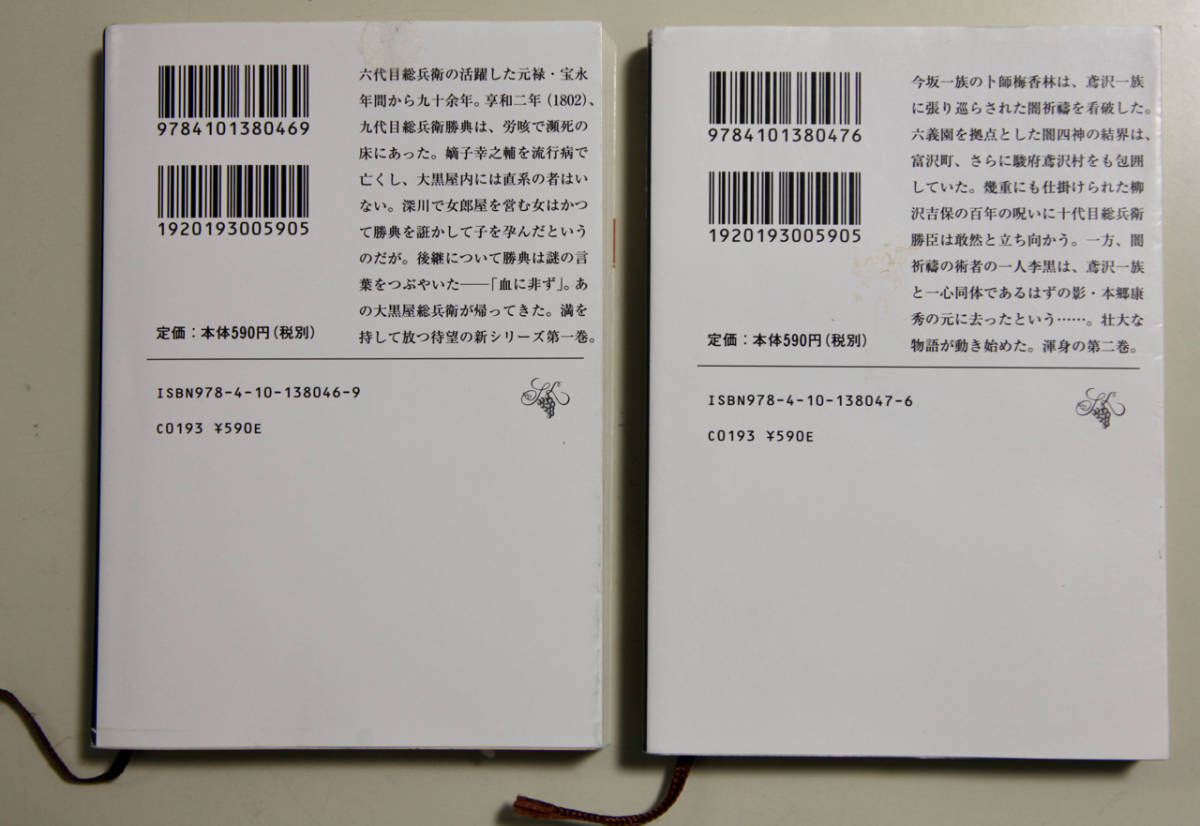 9784101380469
1920193005905
六代目総兵衛の活躍した元禄・宝永
年間から九十余年。享和二年(1802)、
九代目総兵衛勝典は、労咳で瀕死の
床にあった。嫡子幸之輔を流行病で
亡くし、大黒屋内には直系の者はい
ない。深川で女郎屋を営む女はかつ
て勝典を誑かして子を孕んだという
のだが。後継について勝典は謎の言
葉をつぶやいた──「血に非ず」。あ
の大黒屋総兵衛が帰ってきた。満を
持して放つ待望の新シリーズ第一巻。
定価:本体590円(税別)
ISBN978-4-10-138046-9
C0193 ¥590E
9784101380476
1920193005905
今坂一族の卜師梅香林は、鳶沢一族
に張り巡らされた闇祈禱を看破した。
六義園を拠点とした闇四神の結界は、
富沢町、さらに駿府鳶沢村をも包囲
していた。幾重にも仕掛けられた柳
沢吉保の百年の呪いに十代目総兵衛
勝臣は敢然と立ち向かう。一方、闇
祈禱の術者の一人李黒は、鳶沢一族
と一心同体であるはずの影・本郷康
秀の元に去ったという……。壮大な
物語が動き始めた。渾身の第二巻。
定価:本体590円(税別)
ISBN978-4-10-138047-6
C0193 ¥590E